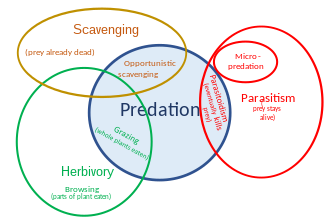 Scavenging
(prey already dead)
Opportunistic
scavenging
Micro-
predation
Predation
Parasitoidism
(eventually kills
prey)
Parasitism
prey stays
alive)
Grazing
(whole plants eaten)
Herbivory
Browsing
(parts of plant eaten)